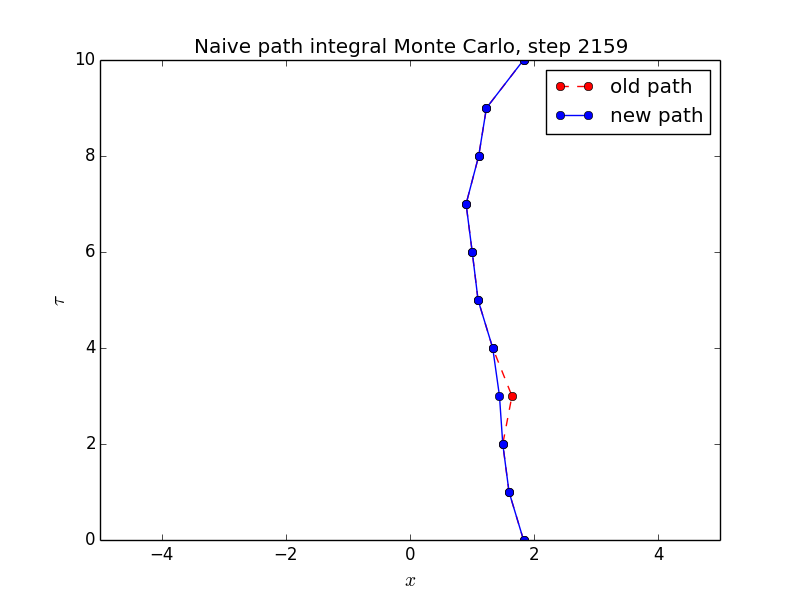 Naive path integral Monte Carlo, step 2159
old path
new path
10
8
6
4
2
0
τ
−4 −2 0 2 4
x